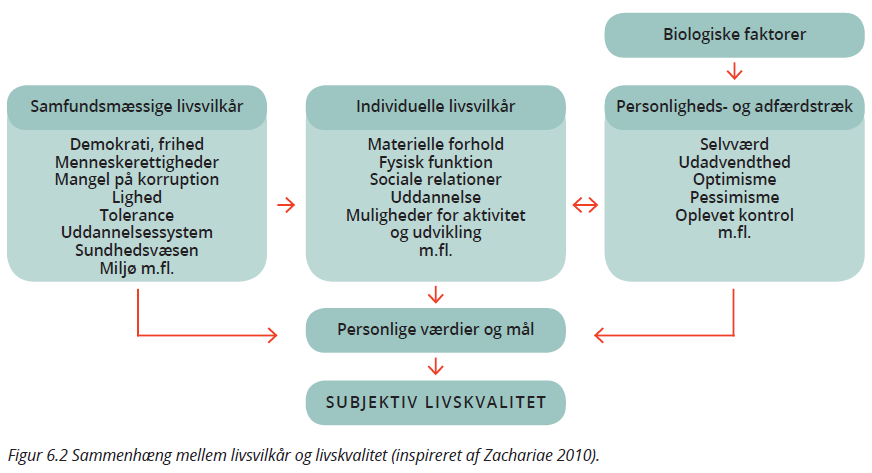 Biologiske faktorer
Samfundsmæssige livsvilkår
Demokrati, frihed
Menneskerettigheder
Mangel på korruption
Lighed
Tolerance
Uddannelsessystem
Sundhedsvæsen
Miljø m.fl.
Individuelle livsvilkår
Materielle forhold
Fysisk funktion
Sociale relationer
Uddannelse
Muligheder for aktivitet
og udvikling
m.fl.
Personligheds- og adfærdstræk
Selvværd
Udadvendthed
Optimisme
Pessimisme
Oplevet kontrol
m.fl.
Personlige værdier og mål
SUBJEKTIV LIVSKVALITET
Figur 6.2 Sammenhæng mellem livsvilkår og livskvalitet (inspireret af Zachariae 2010).